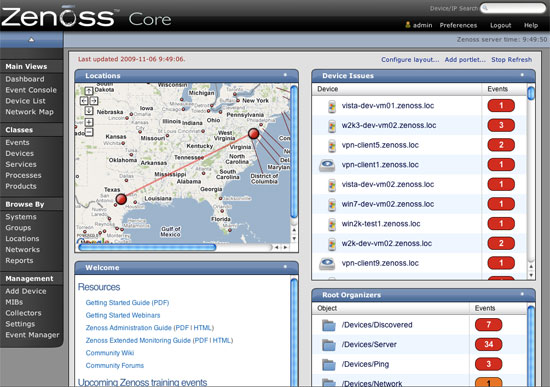 Zenoss™ Core
Device/IP Search
admin Preferences Logout Help
Zenoss server time: 9:49:50
Main Views
Dashboard
Event Console
Device List
Network Map
Classes
Events
Devices
Services
Processes
Products
Browse By
Systems
Groups
Locations
Networks
Reports
Management
Add Device
MIBs
Collectors
Settings
Event Manager
Last updated 2009-11-06 9:49:06.
Configure layout... Add portlet... Stop Refresh
Locations
Michigan
New York
Iowa
Pennsylvania
Ohio
Illinois
Indiana
West Virginia
Kansas
Missouri
Kentucky
Virginia
Oklahoma
Tennessee
North Carolina
Arkansas
Mississippi
Alabama
South Carolina
District of Columbia
Texas
Louisiana
Georgia
Florida
Gulf of
Welcome
Resources
Getting Started Guide (PDF)
Getting Started Webinars
Zenoss Administration Guide (PDF | HTML)
Zenoss Extended Monitoring Guide (PDF | HTML)
Community Wiki
Community Forums
Upcoming Zenoss training events
Device Issues
Device Events
vista-dev-vm01.zenoss.loc 1
w2k3-dev-vm02.zenoss.loc 3
vpn-client5.zenoss.loc 2
vpn-client1.zenoss.loc 1
vista-dev-vm02.zenoss.loc 1
win7-dev-vm02.zenoss.loc 1
win2k-test1.zenoss.loc 1
w2k-dev-vm02.zenoss.loc 2
vpn-client9.zenoss.loc 1
Root Organizers
Object Events
/Devices/Discovered 7
/Devices/Server 34
/Devices/Ping 3
/Devices/Network 1